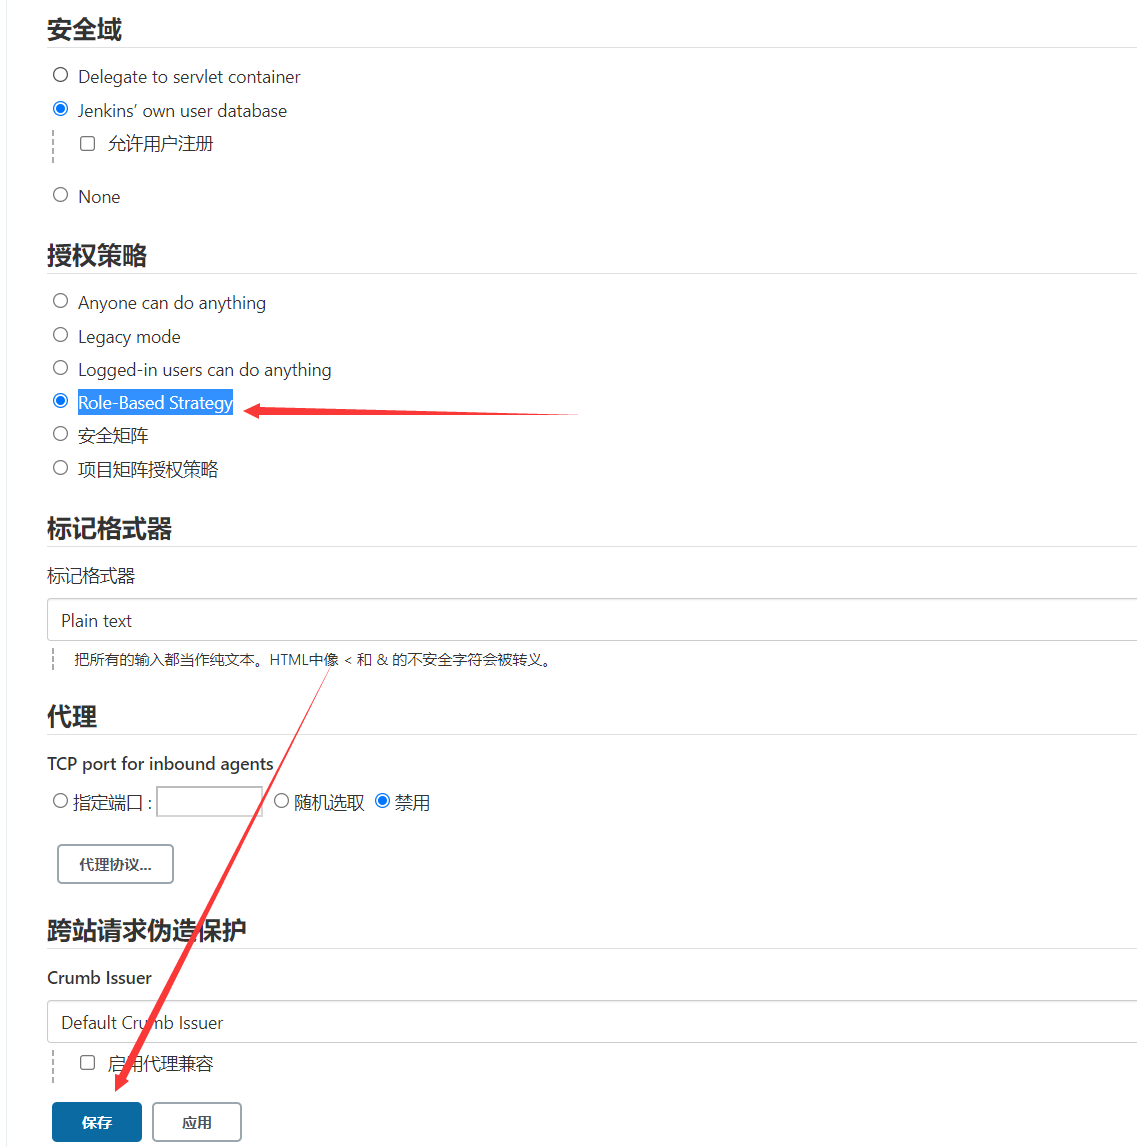 安全域
Delegate to servlet container
Jenkins’ own user database
允许用户注册
None
授权策略
Anyone can do anything
Legacy mode
Logged-in users can do anything
Role-Based Strategy
安全矩阵
项目矩阵授权策略
标记格式器
标记格式器
Plain text
把所有的输入都当作纯文本。HTML中像 < 和 & 的不安全字符会被转义。
代理
TCP port for inbound agents
指定端口 : 随机选取 禁用
代理协议...
跨站请求伪造保护
Crumb Issuer
Default Crumb Issuer
启用代理兼容
保存 应用